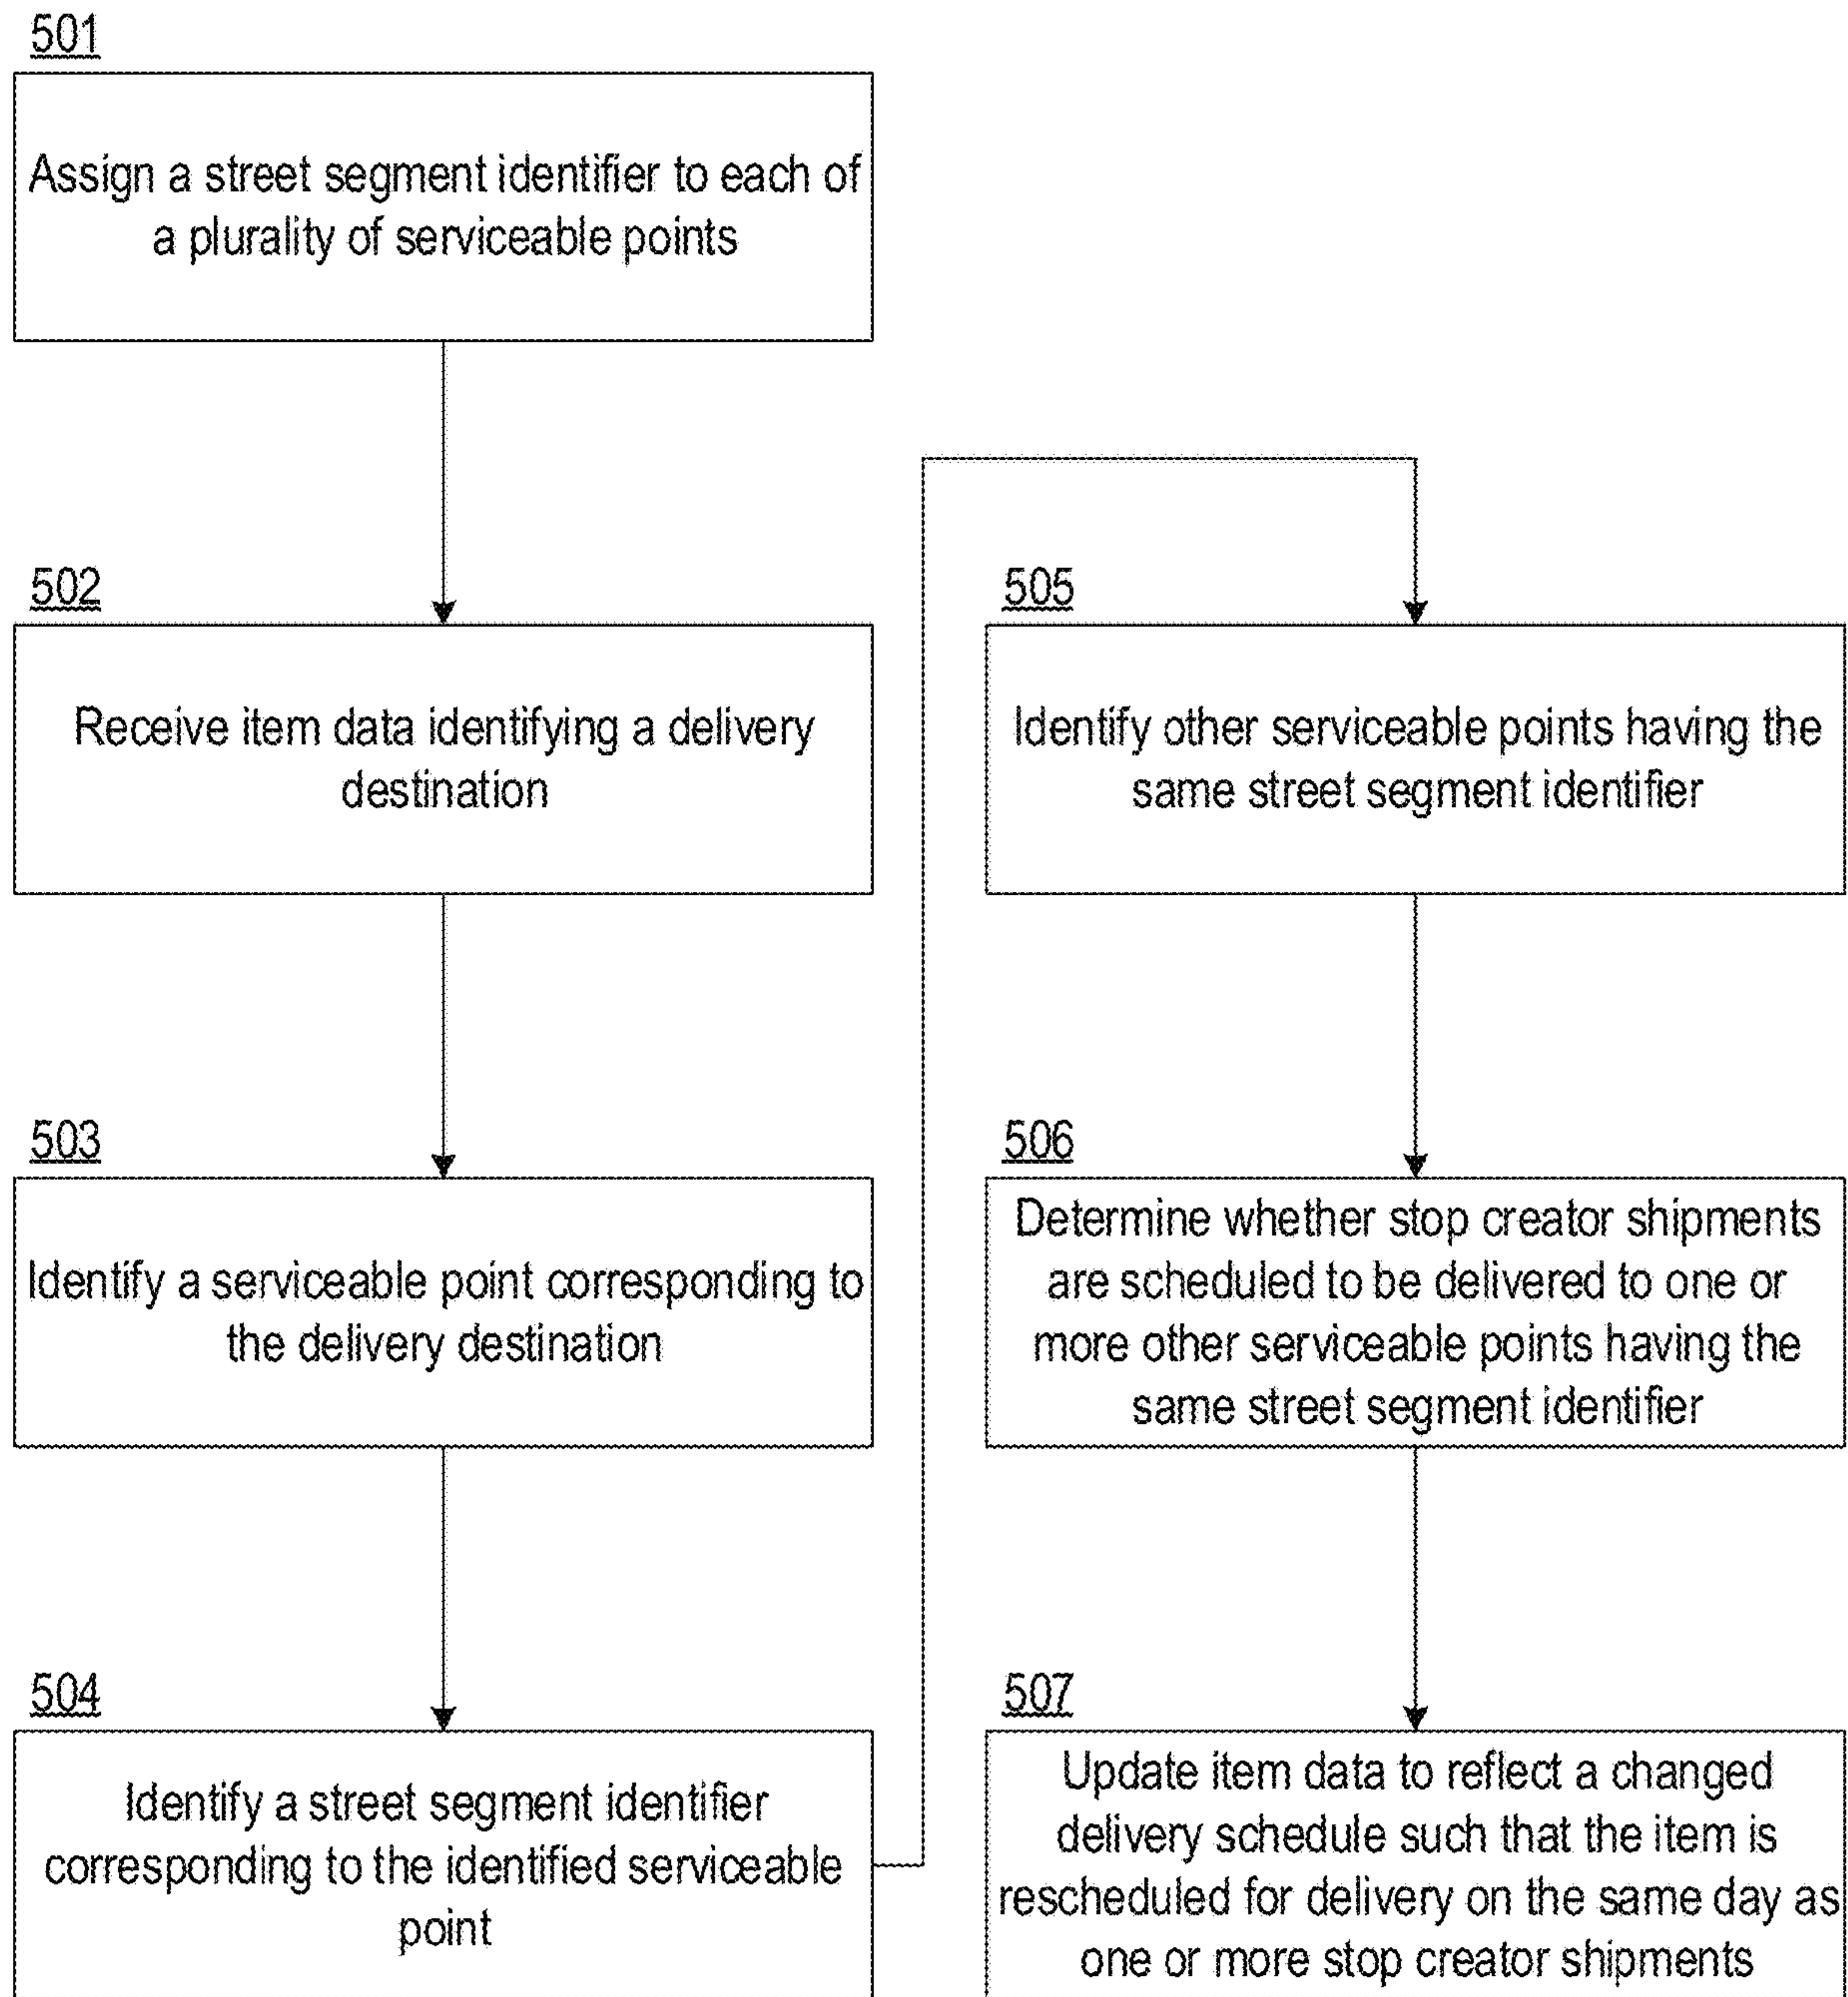 501
Assign a street segment identifier to each of
a plurality of serviceable points
502
Receive item data identifying a delivery
destination
503
Identify a serviceable point corresponding to
the delivery destination
504
Identify a street segment identifier
corresponding to the identified serviceable
point
505
Identify other serviceable points having the
same street segment identifier
506
Determine whether stop creator shipments
are scheduled to be delivered to one or
more other serviceable points having the
same street segment identifier
507
Update item data to reflect a changed
delivery schedule such that the item is
rescheduled for delivery on the same day as
one or more stop creator shipments